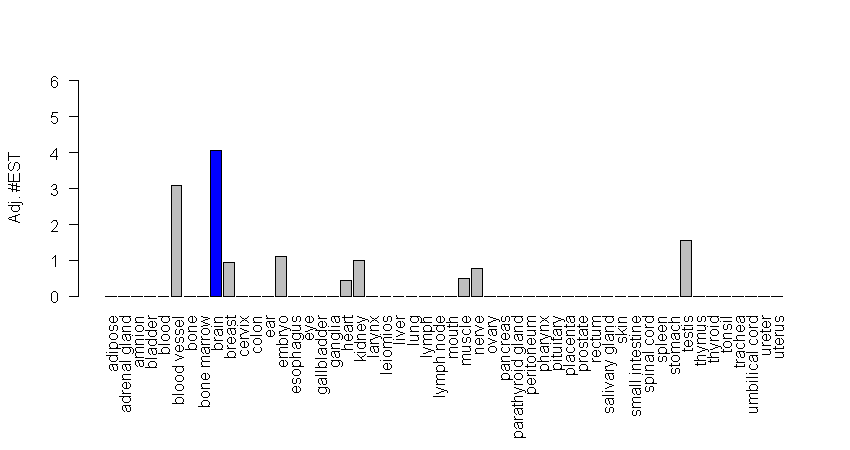 6
5
4
3
2
1
0
Adj. #EST
adipose
adrenal gland
amnion
bladder
blood
blood vessel
bone
bone marrow
brain
breast
cervix
colon
ear
embryo
esophagus
eye
gallbladder
ganglia
heart
kidney
larynx
leiomios
liver
lung
lymph
lymph node
mouth
muscle
nerve
ovary
pancreas
parathyroid gland
peritoneum
pharynx
pituitary
placenta
prostate
rectum
salivary gland
skin
small intestine
spinal cord
spleen
stomach
testis
thymus
thyroid
tonsil
trachea
umbilical cord
ureter
uterus